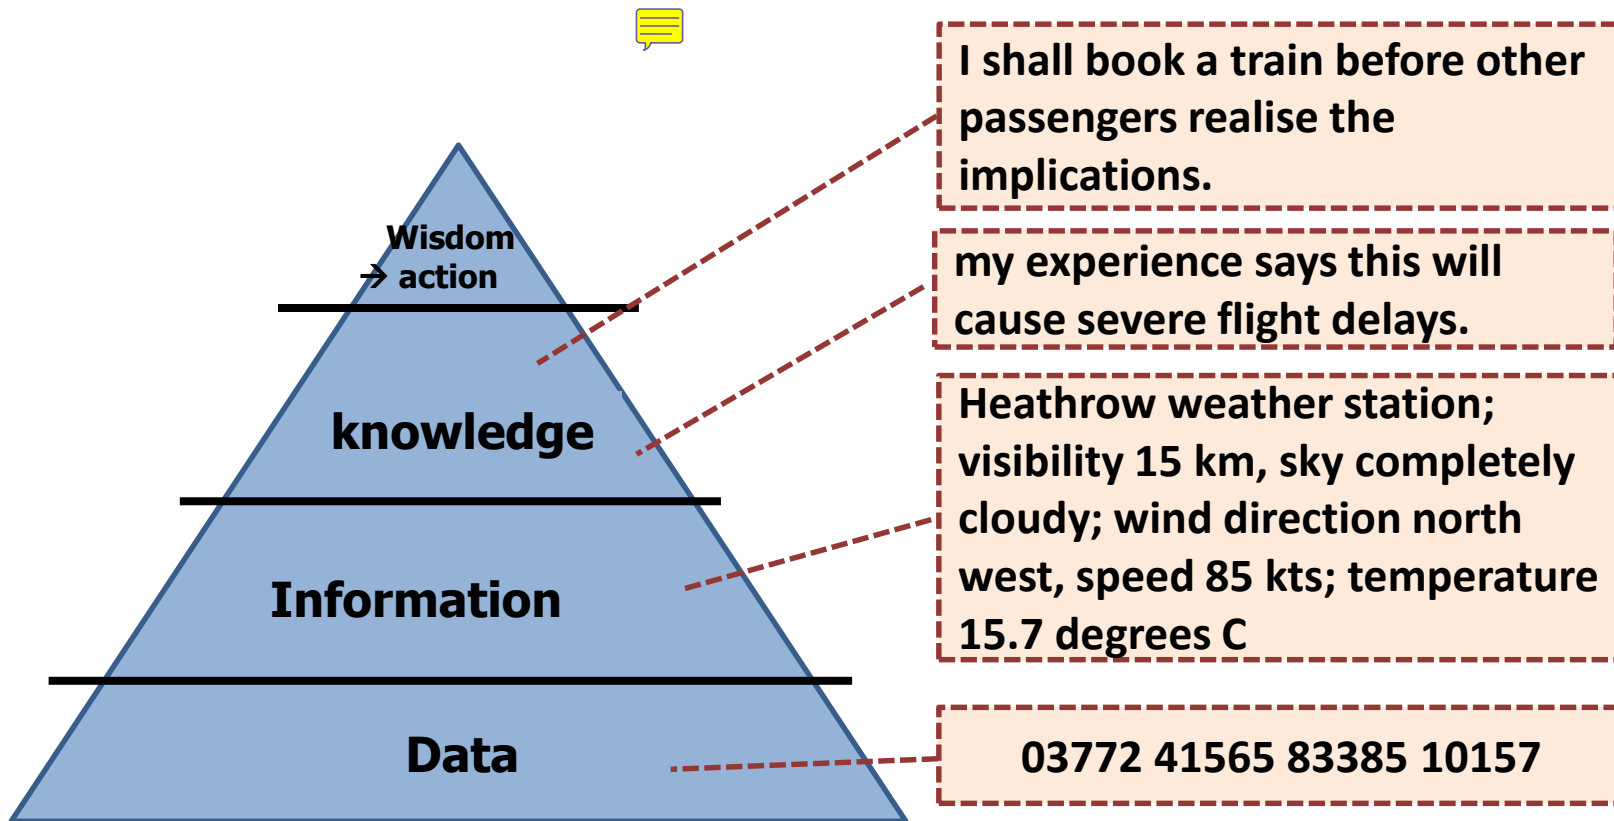 Wisdom
→ action
knowledge
Information
Data
I shall book a train before other
passengers realise the
implications.
my experience says this will
cause severe flight delays.
Heathrow weather station;
visibility 15 km, sky completely
cloudy; wind direction north
west, speed 85 kts; temperature
15.7 degrees C
03772 41565 83385 10157